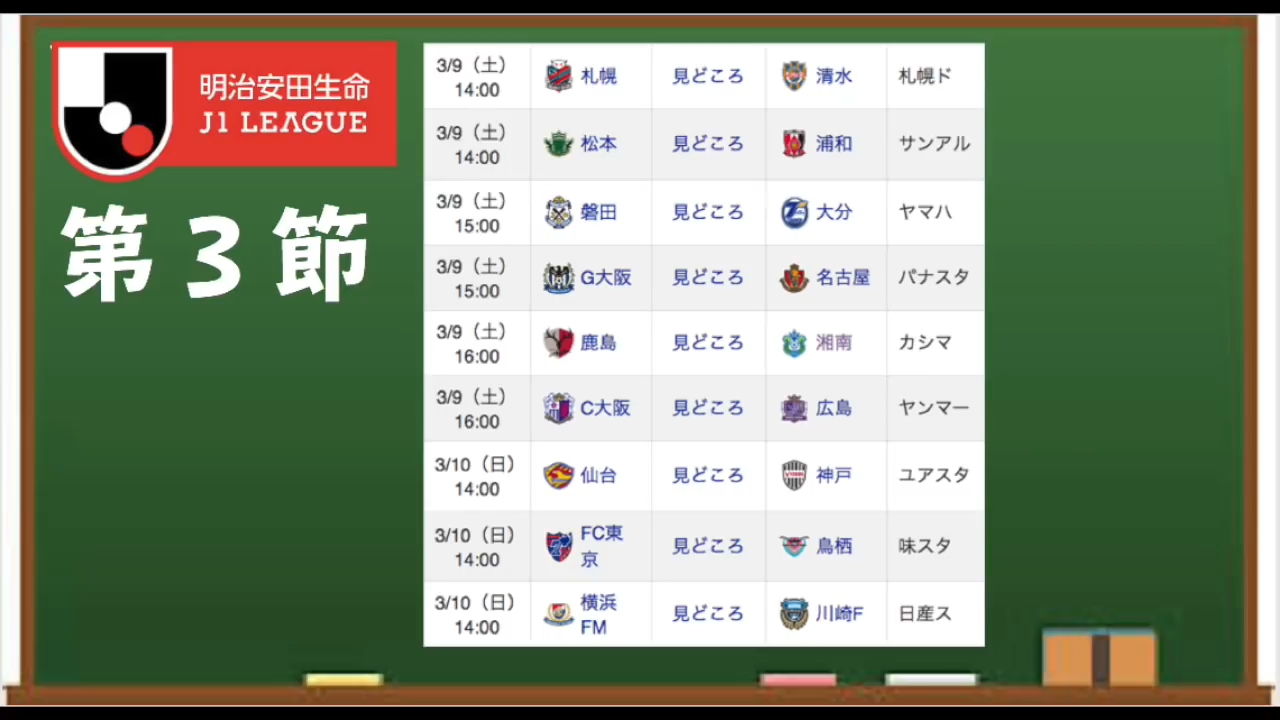 明治安田生命
J1 LEAGUE
第3節
3/9（土）
14:00
札幌
見どころ
清水
札幌ド
3/9（土）
14:00
松本
見どころ
浦和
サンアル
3/9（土）
15:00
磐田
見どころ
大分
ヤマハ
3/9（土）
15:00
G大阪
見どころ
名古屋
パナスタ
3/9（土）
16:00
鹿島
見どころ
湘南
カシマ
3/9（土）
16:00
C大阪
見どころ
広島
ヤンマー
3/10（日）
14:00
仙台
見どころ
神戸
ユアスタ
3/10（日）
14:00
FC東
京
見どころ
鳥栖
味スタ
3/10（日）
14:00
横浜
FM
見どころ
川崎F
日産ス